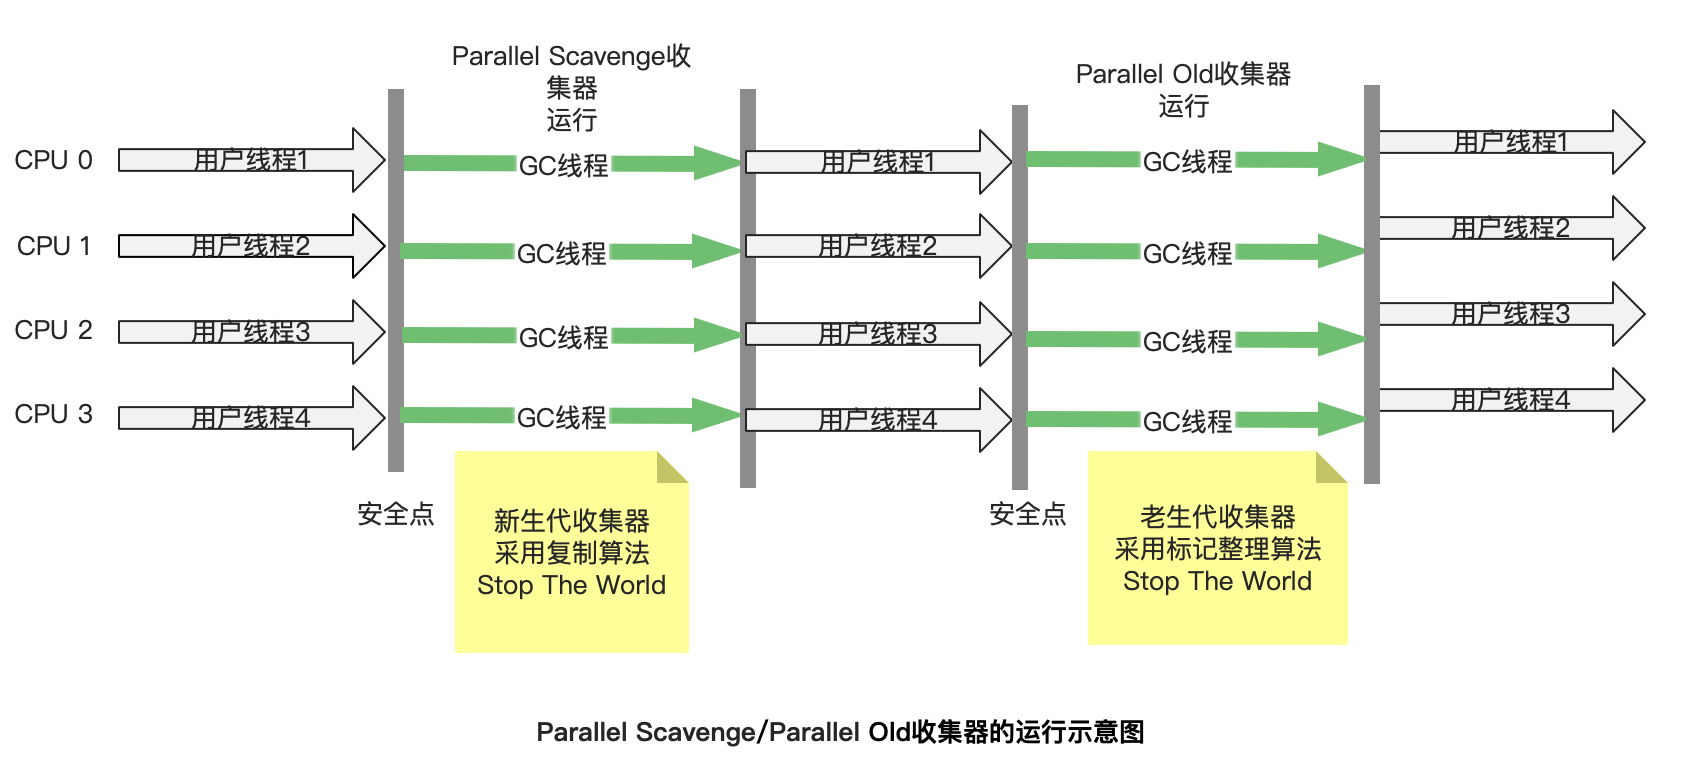 Parallel Scavenge收
集器
运行
Parallel Old收集器
运行
CPU 0
用户线程1
GC线程
用户线程1
GC线程
用户线程1
CPU 1
用户线程2
GC线程
用户线程2
GC线程
用户线程2
CPU 2
用户线程3
GC线程
用户线程3
GC线程
用户线程3
CPU 3
用户线程4
GC线程
用户线程4
GC线程
用户线程4
安全点
新生代收集器
采用复制算法
Stop The World
安全点
老生代收集器
采用标记整理算法
Stop The World
Parallel Scavenge/Parallel Old收集器的运行示意图